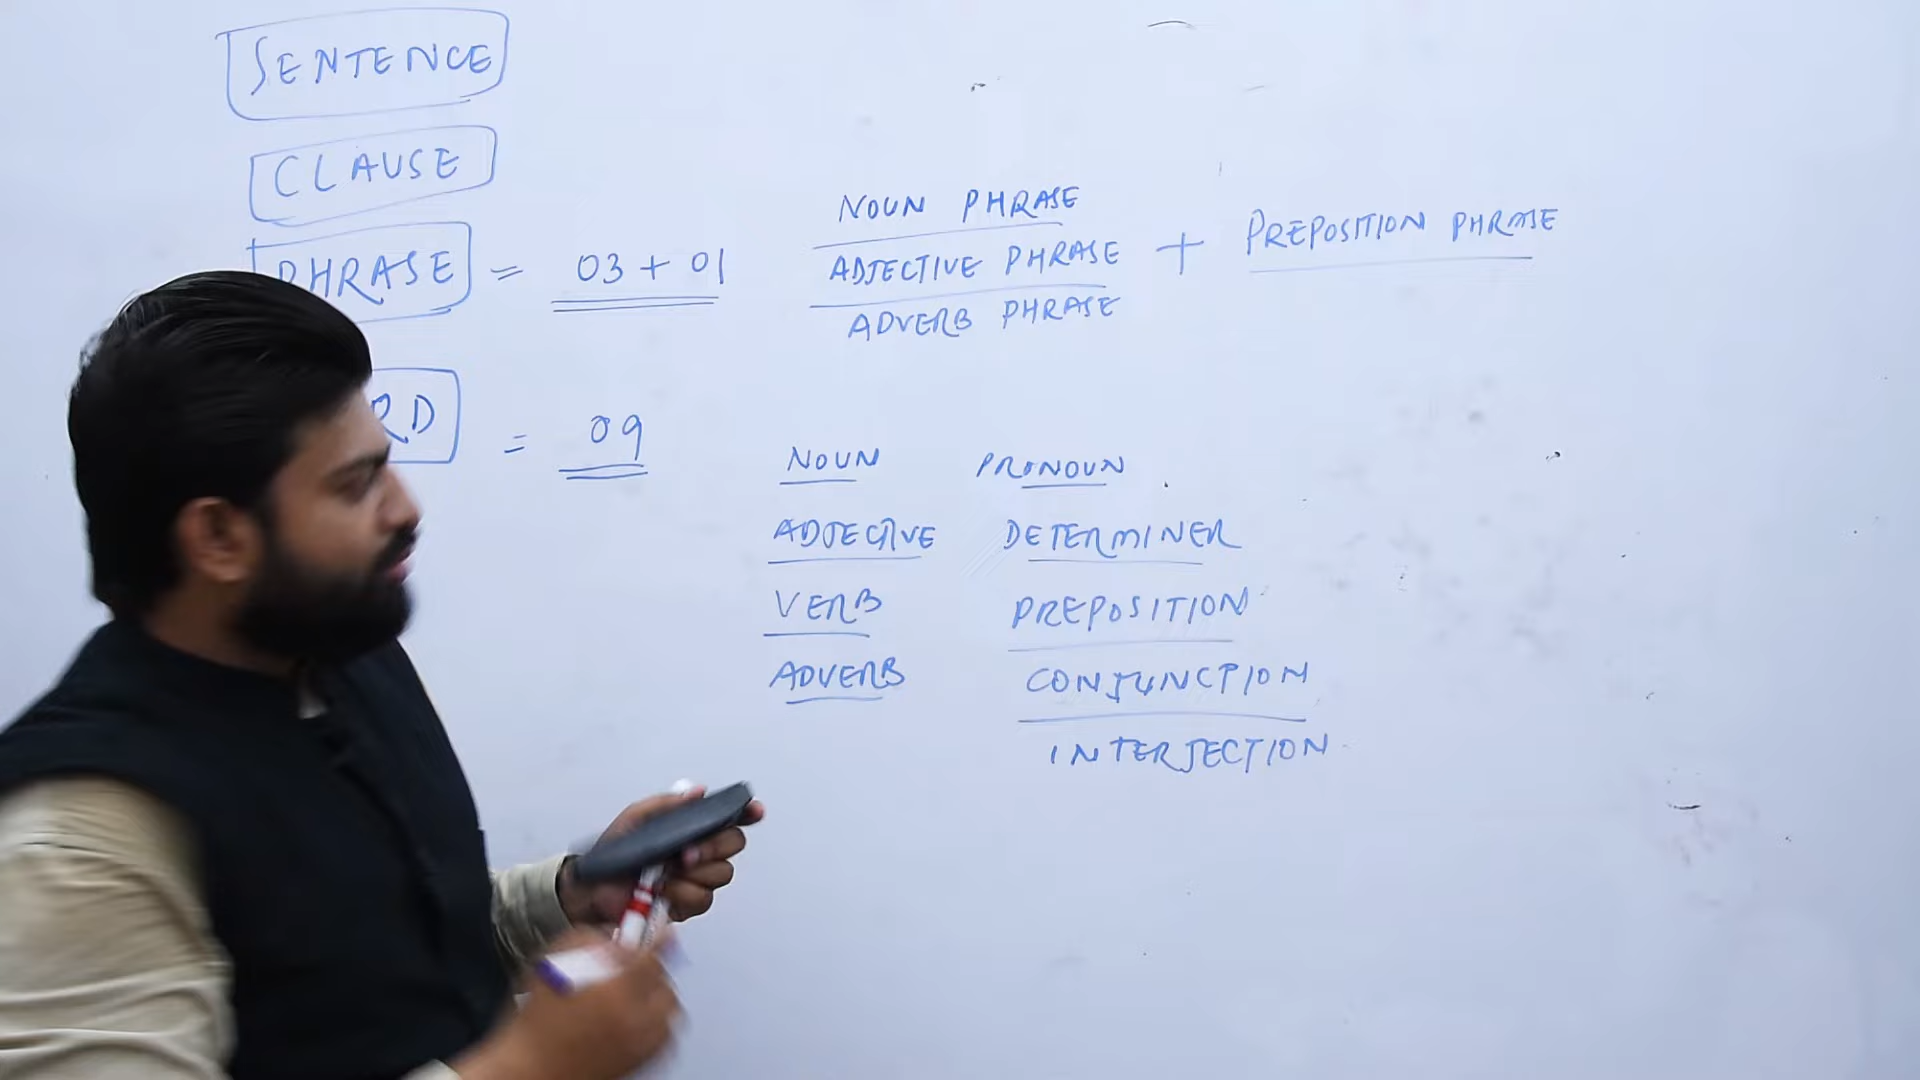 SENTENCE
CLAUSE
PHRASE = 03 + 01
NOUN PHRASE
ADJECTIVE PHRASE + PREPOSITION PHRASE
ADVERB PHRASE
RD = 09
NOUN PRONOUN
ADJECTIVE DETERMINER
VERB PREPOSITION
ADVERB CONJUNCTION
INTERJECTION